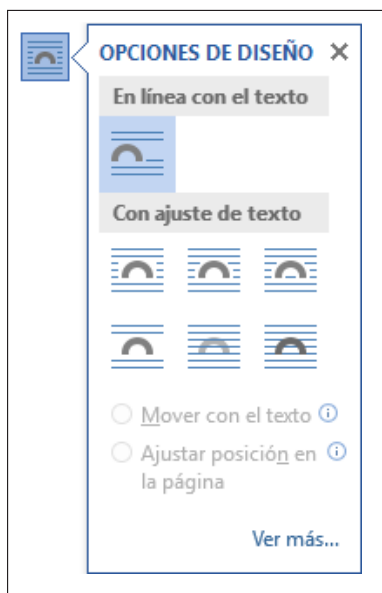 OPCIONES DE DISEÑO
En línea con el texto
Con ajuste de texto
Mover con el texto
Ajustar posición en
la página
Ver más...